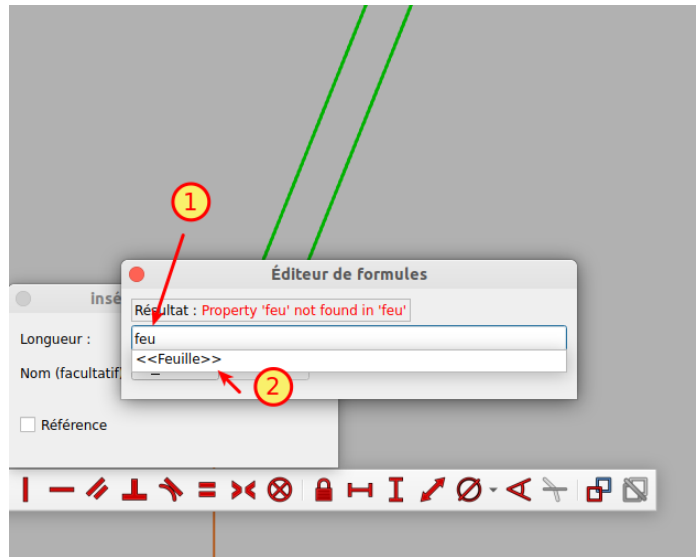 1
Éditeur de formules
insé
Résultat : Property 'feu' not found in 'feu'
Longueur :
feu
<<Feuille>>
Nom (facultatif)
2
Référence